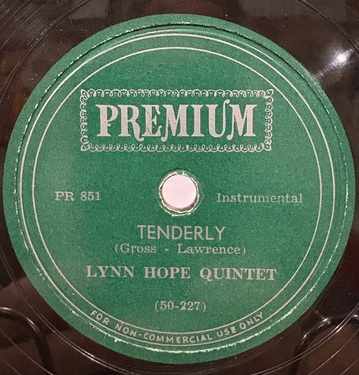 PREMIUM
PR 851 Instrumental
TENDERLY
(Gross - Lawrence)
LYNN HOPE QUINTET
(50-227)
FOR NON-COMMERCIAL USE ONLY